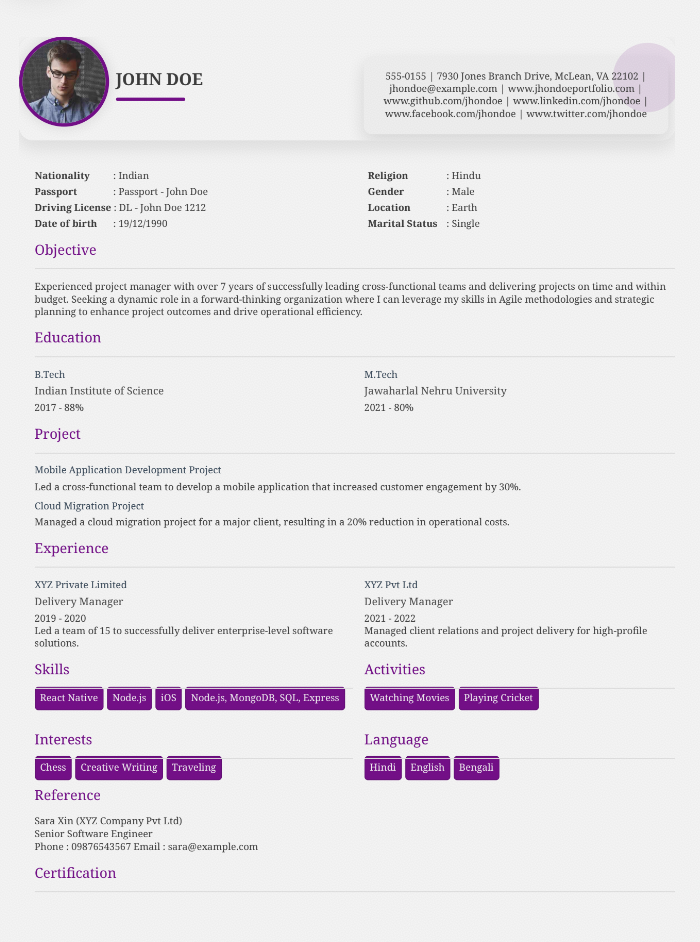 JOHN DOE
555-0155 | 7930 Jones Branch Drive, McLean, VA 22102 |
jhondoe@example.com | www.jhondoeportfolio.com |
www.github.com/jhondoe | www.linkedin.com/jhondoe |
www.facebook.com/jhondoe | www.twitter.com/jhondoe
Nationality : Indian
Passport : Passport - John Doe
Driving License : DL - John Doe 1212
Date of birth : 19/12/1990
Religion : Hindu
Gender : Male
Location : Earth
Marital Status : Single
Objective
Experienced project manager with over 7 years of successfully leading cross-functional teams and delivering projects on time and within
budget. Seeking a dynamic role in a forward-thinking organization where I can leverage my skills in Agile methodologies and strategic
planning to enhance project outcomes and drive operational efficiency.
Education
B.Tech
Indian Institute of Science
2017 - 88%
M.Tech
Jawaharlal Nehru University
2021 - 80%
Project
Mobile Application Development Project
Led a cross-functional team to develop a mobile application that increased customer engagement by 30%.
Cloud Migration Project
Managed a cloud migration project for a major client, resulting in a 20% reduction in operational costs.
Experience
XYZ Private Limited
Delivery Manager
2019 - 2020
Led a team of 15 to successfully deliver enterprise-level software
solutions.
XYZ Pvt Ltd
Delivery Manager
2021 - 2022
Managed client relations and project delivery for high-profile
accounts.
Skills
React Native Node.js iOS Node.js, MongoDB, SQL, Express
Activities
Watching Movies Playing Cricket
Interests
Chess Creative Writing Traveling
Language
Hindi English Bengali
Reference
Sara Xin (XYZ Company Pvt Ltd)
Senior Software Engineer
Phone : 09876543567 Email : sara@example.com
Certification